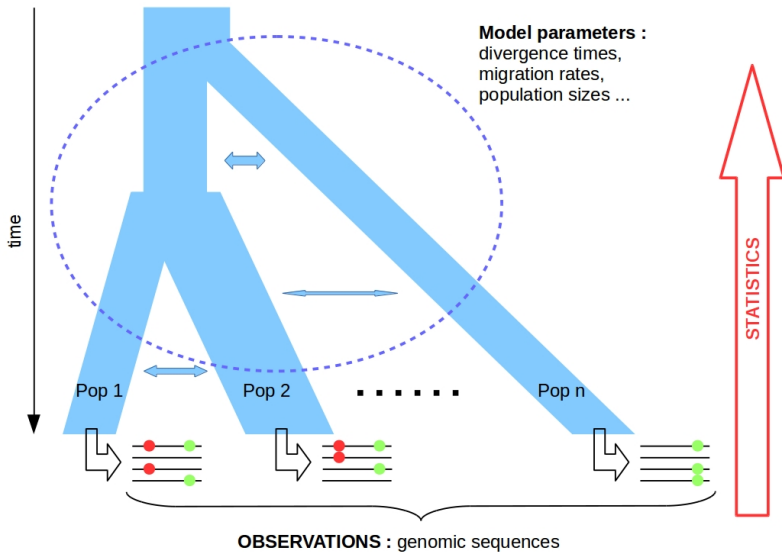 Model parameters :
divergence times,
migration rates,
population sizes ...
time
STATISTICS
Pop 1
Pop 2
Pop n
OBSERVATIONS : genomic sequences